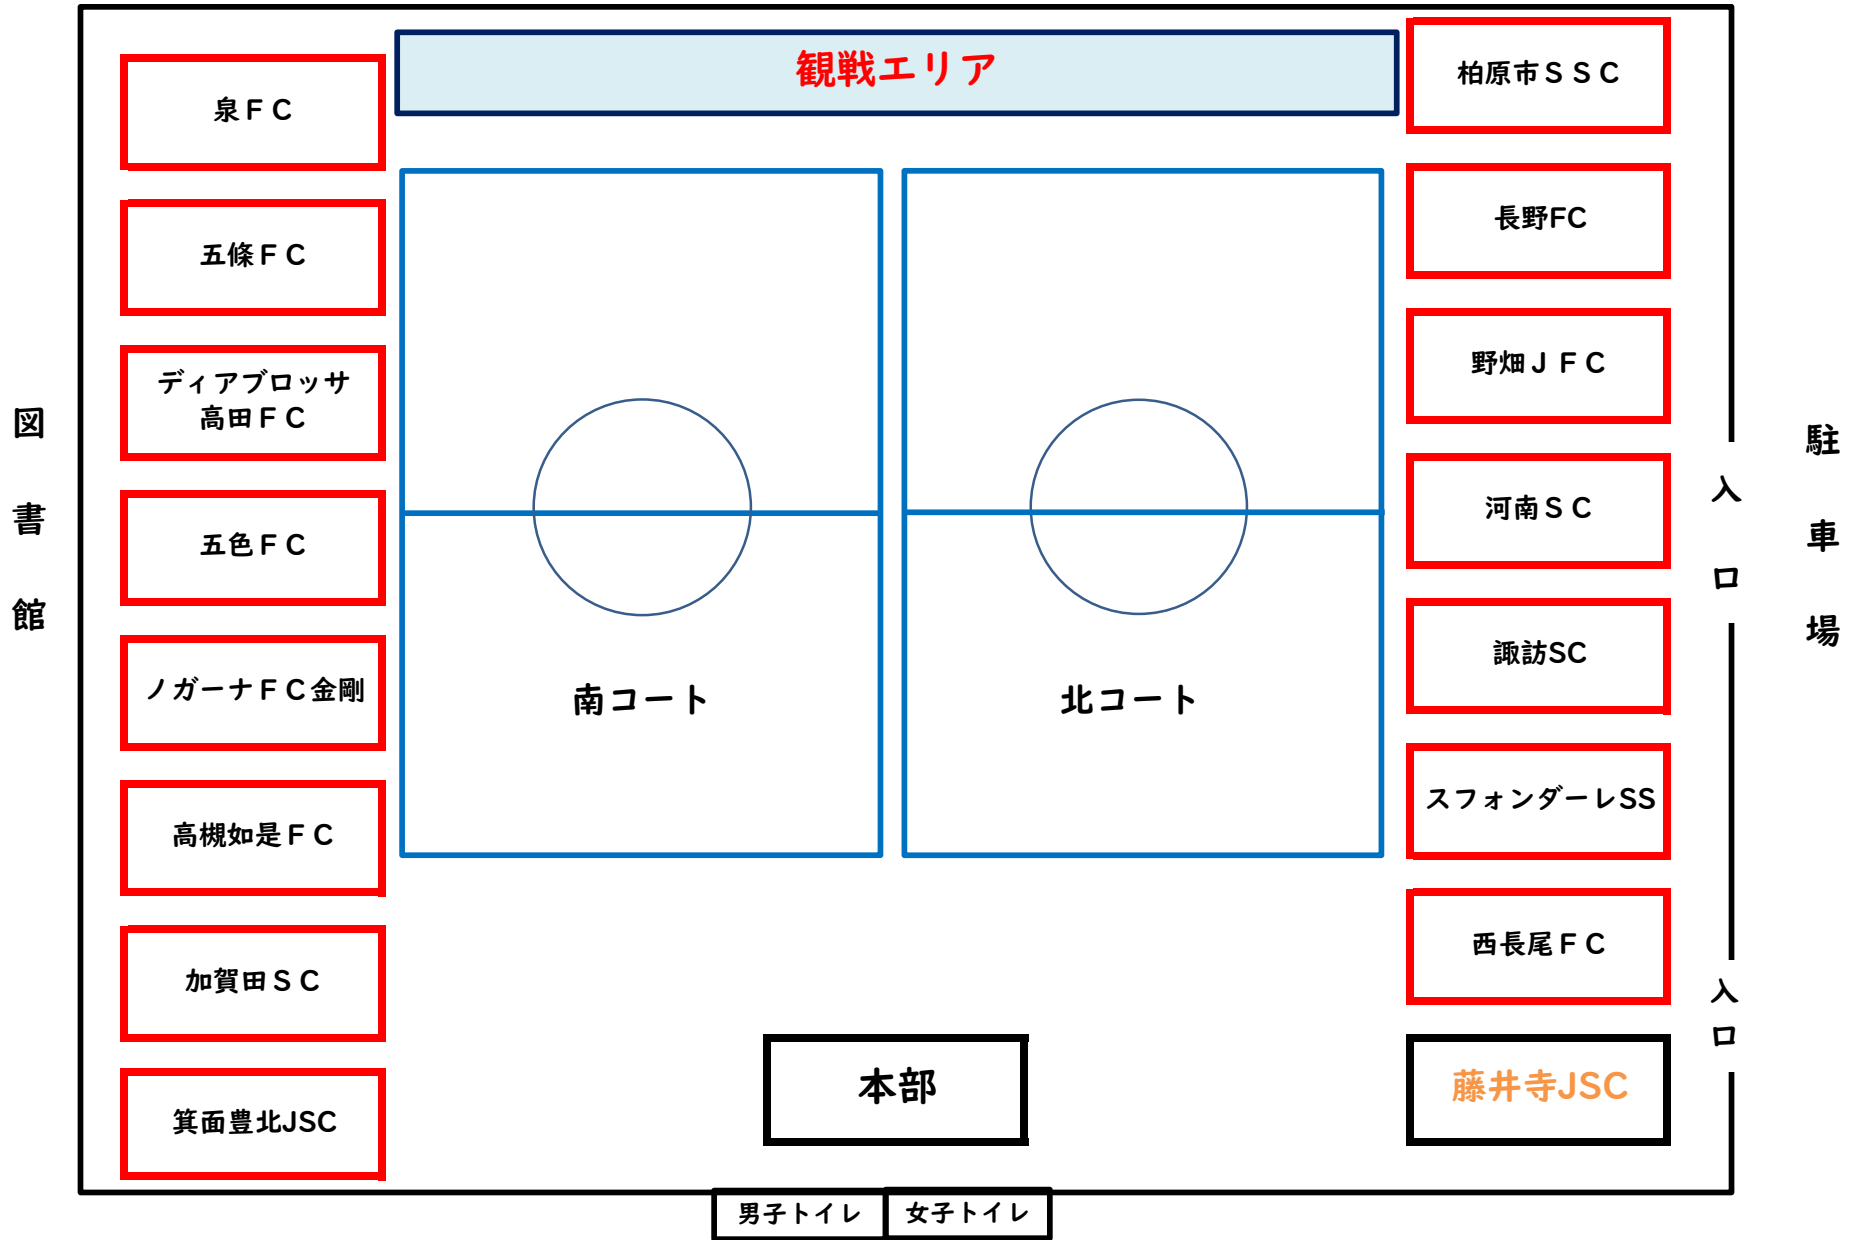 観戦エリア
泉ＦＣ
五條ＦＣ
ディアブロッサ
高田ＦＣ
五色ＦＣ
ノガーナＦＣ金剛
高槻如是ＦＣ
加賀田ＳＣ
箕面豊北JSC
図書館
南コート
北コート
本部
男子トイレ
女子トイレ
柏原市ＳＳＣ
長野FC
野畑ＪＦＣ
河南ＳＣ
諏訪SC
スフォンダーレSS
西長尾ＦＣ
藤井寺JSC
入口
入口
駐車場